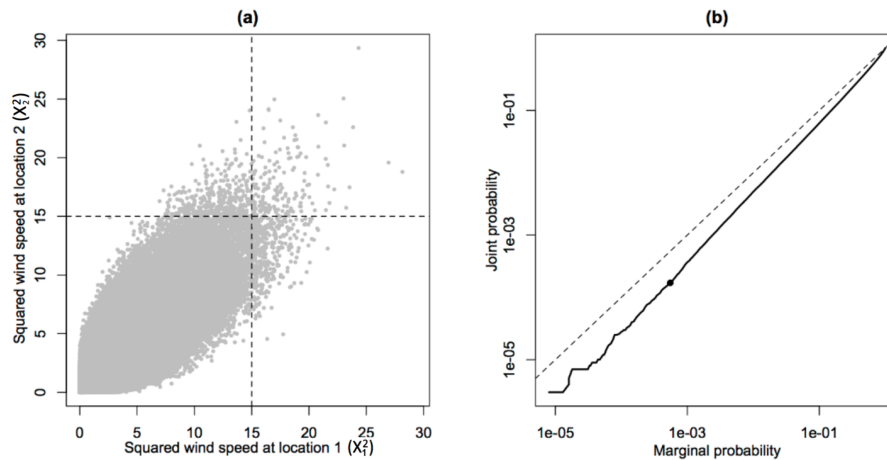 (a)
30
25
20
15
10
5
0
Squared wind speed at location 2 (X₂²)
0 5 10 15 20 25 30
Squared wind speed at location 1 (X₁²)
(b)
1e-01
1e-03
1e-05
Joint probability
1e-05 1e-03 1e-01
Marginal probability